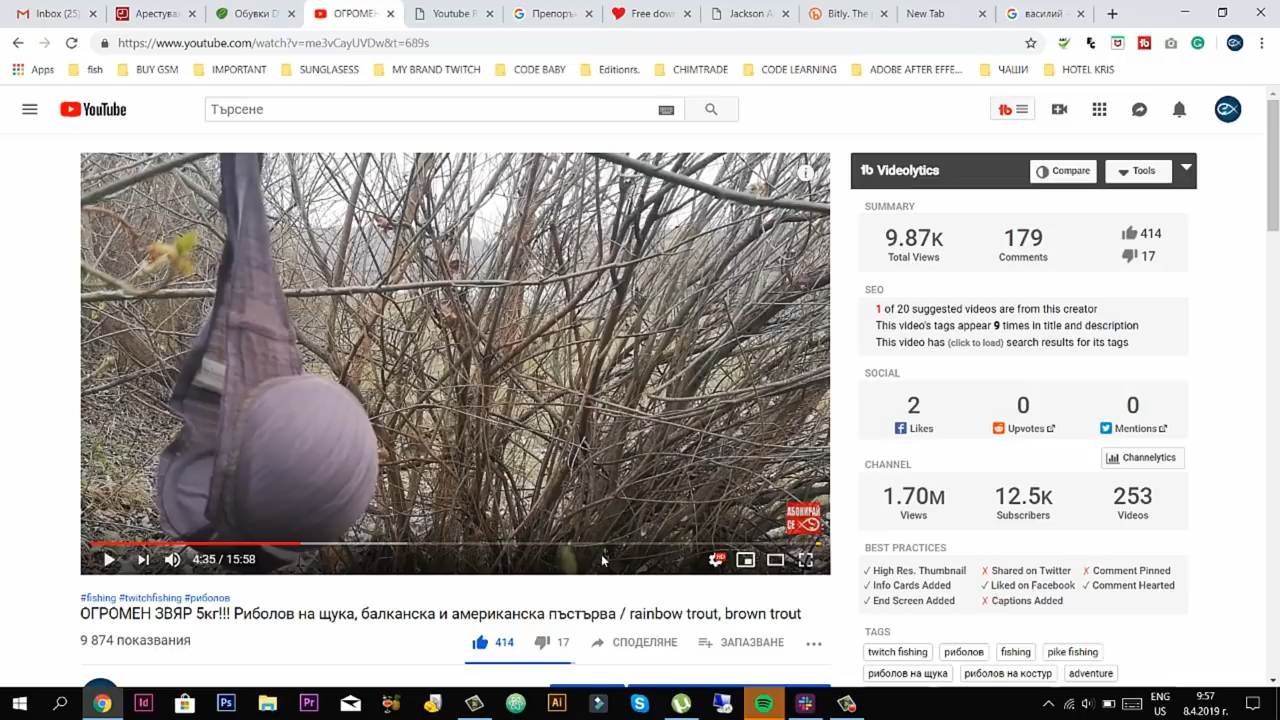 Inbox (25)
Арестувах
Обувки D
ОГРОМЕН
Youtube R
Препоръ
Free dow
Jackson A
Bitly. The
New Tab
василий -
https://www.youtube.com/watch?v=me3vCayUVDw&t=689s
Apps fish BUY GSM IMPORTANT SUNGLASESS MY BRAND TWITCH CODE BABY Editionrs. CHIMTRADE CODE LEARNING ADOBE AFTER EFFE... ЧАШИ HOTEL KRIS
YouTube
Търсене
Videolytics
Compare
Tools
SUMMARY
9.87K 179 414
Total Views Comments 17
SEO
1 of 20 suggested videos are from this creator
This video's tags appear 9 times in title and description
This video has (click to load) search results for its tags
SOCIAL
2 0 0
Likes Upvotes Mentions
Channelytics
CHANNEL
1.70M 12.5K 253
Views Subscribers Videos
BEST PRACTICES
✓ High Res. Thumbnail ✗ Shared on Twitter ✗ Comment Pinned
✓ Info Cards Added ✓ Liked on Facebook ✓ Comment Hearted
✓ End Screen Added ✗ Captions Added
TAGS
twitch fishing риболов fishing pike fishing
риболов на щука риболов на костур adventure
АБОНИРАЙ
СЕ
4:35 / 15:58
HD
#fishing #twitchfishing #риболов
ОГРОМЕН ЗВЯР 5кг!!! Риболов на щука, балканска и американска пъстърва / rainbow trout, brown trout
9 874 показвания
414 17 СПОДЕЛЯНЕ ЗАПАЗВАНЕ
ENG
US
9:57
8.4.2019 г.